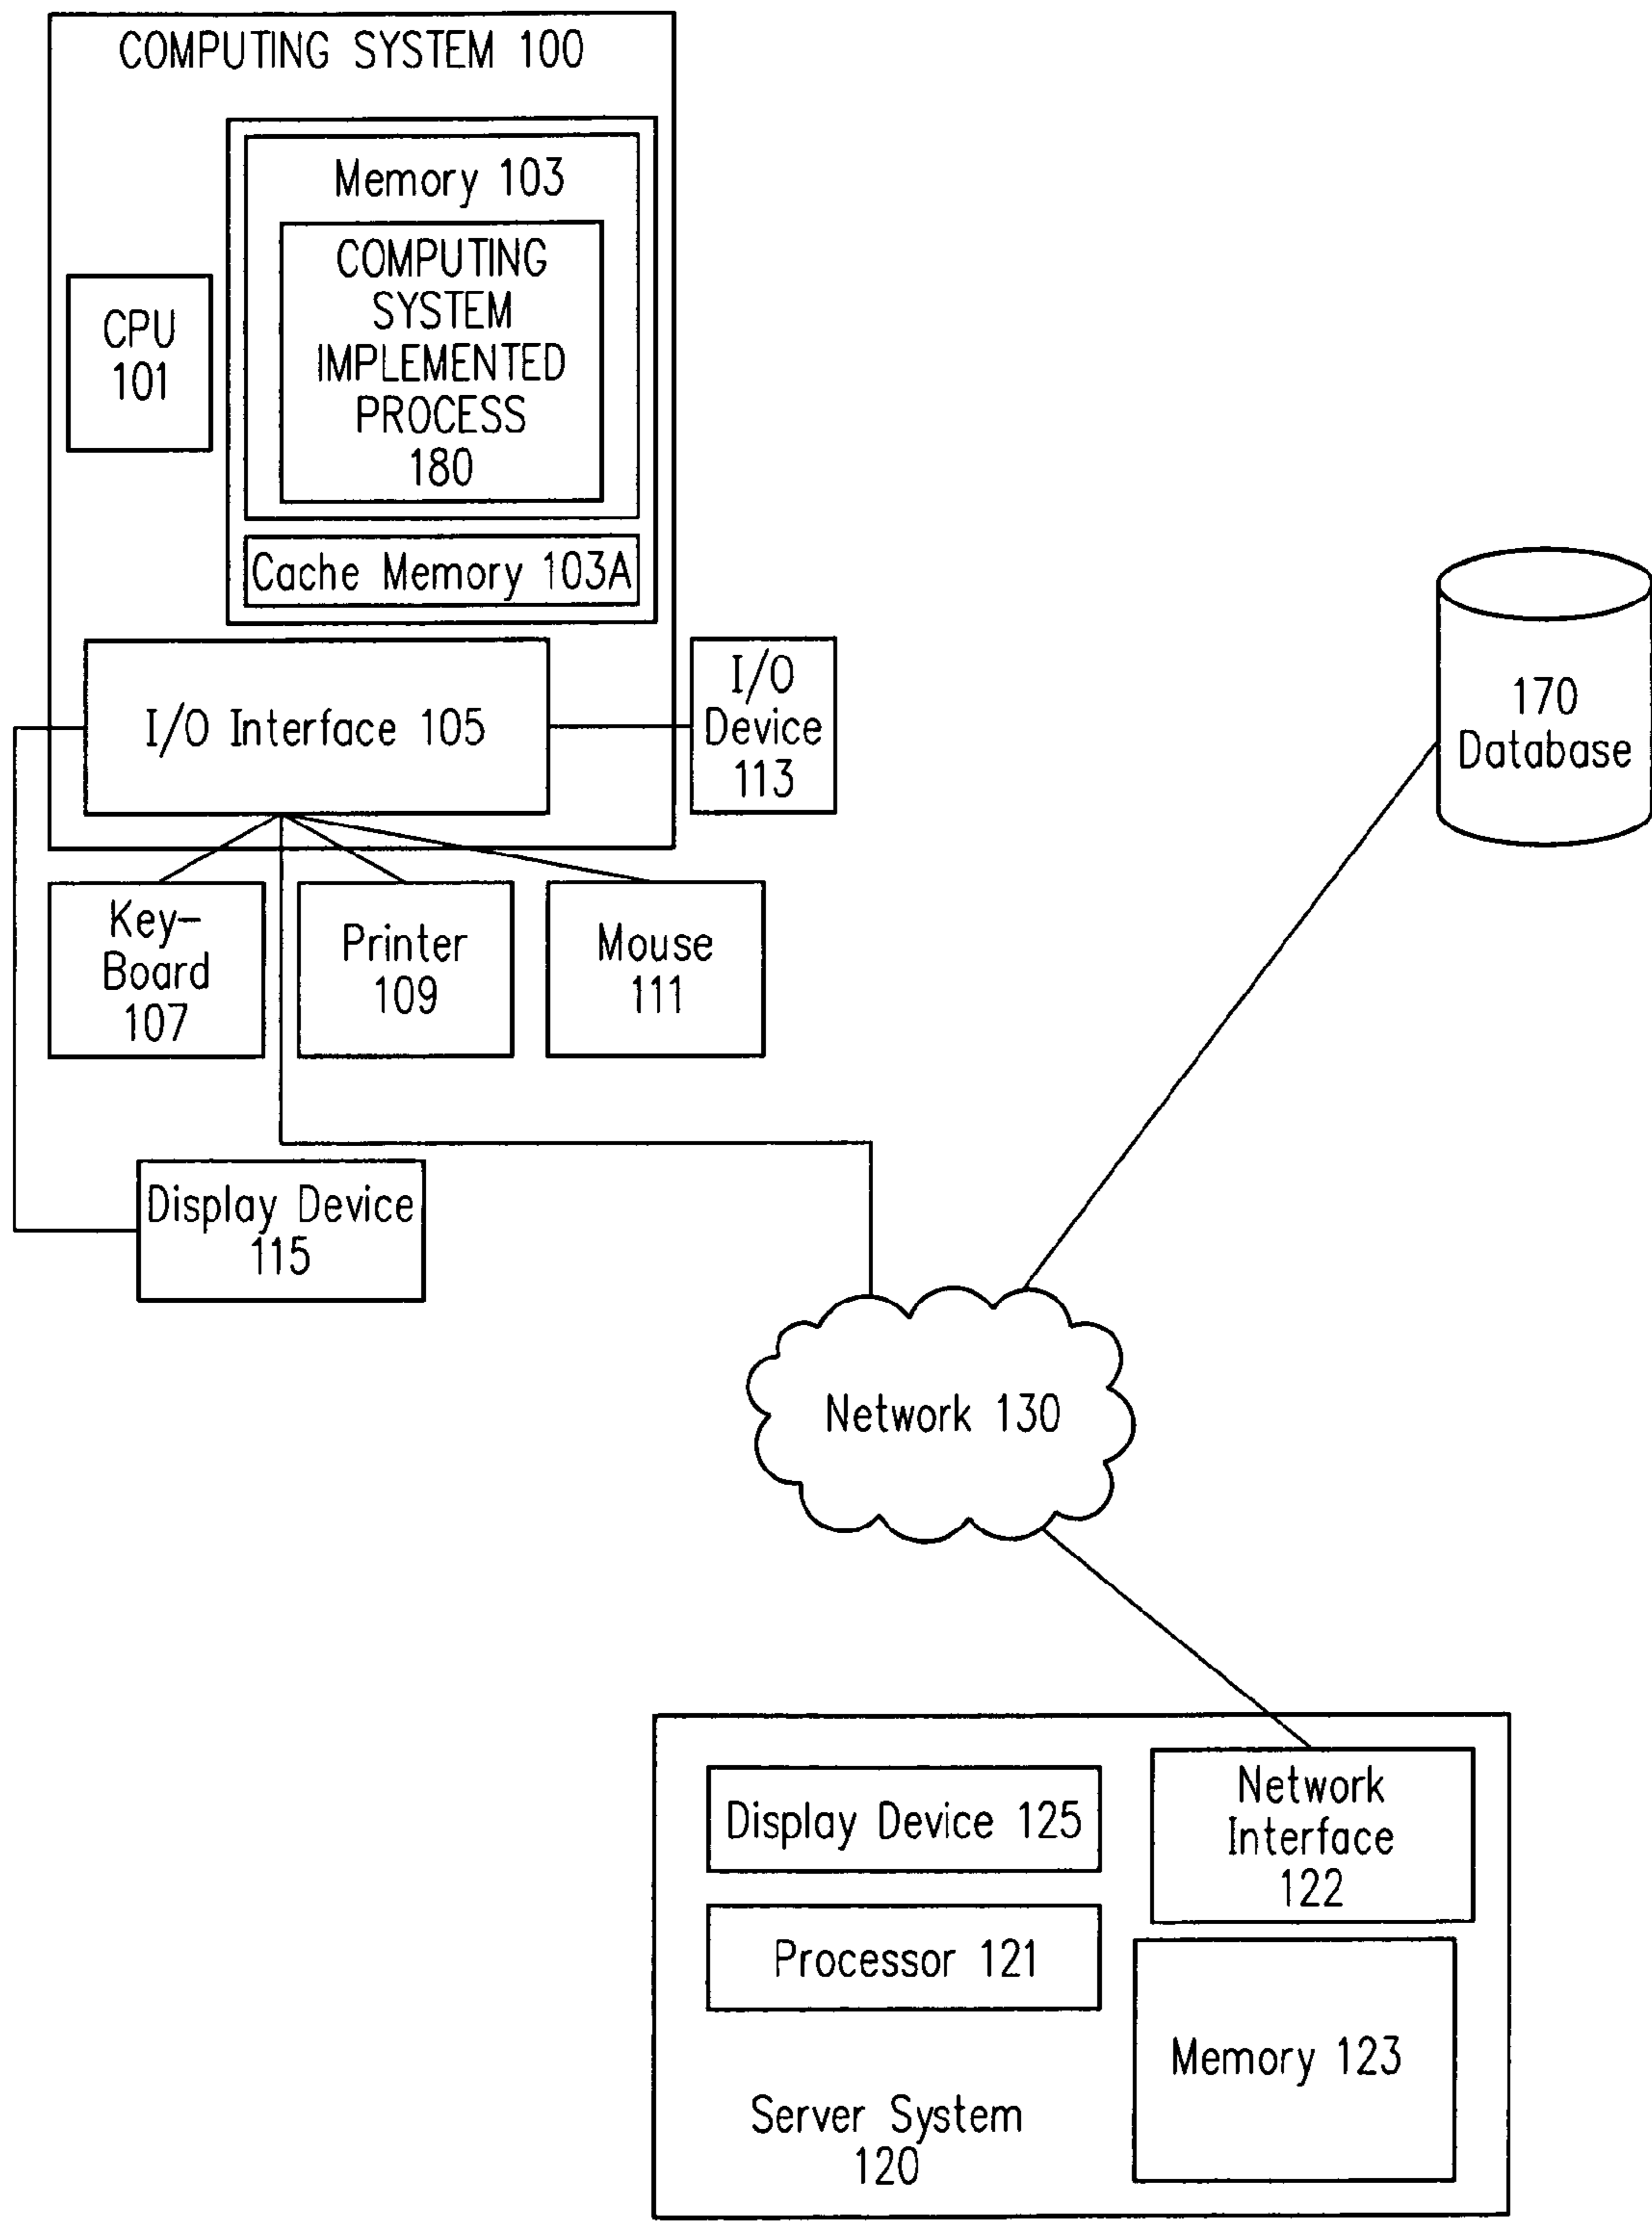 COMPUTING SYSTEM 100
Memory 103
COMPUTING
SYSTEM
IMPLEMENTED
PROCESS
180
CPU
101
Cache Memory 103A
I/O Interface 105
I/O
Device
113
170
Database
Key-
Board
107
Printer
109
Mouse
111
Display Device
115
Network 130
Display Device 125
Network
Interface
122
Processor 121
Memory 123
Server System
120